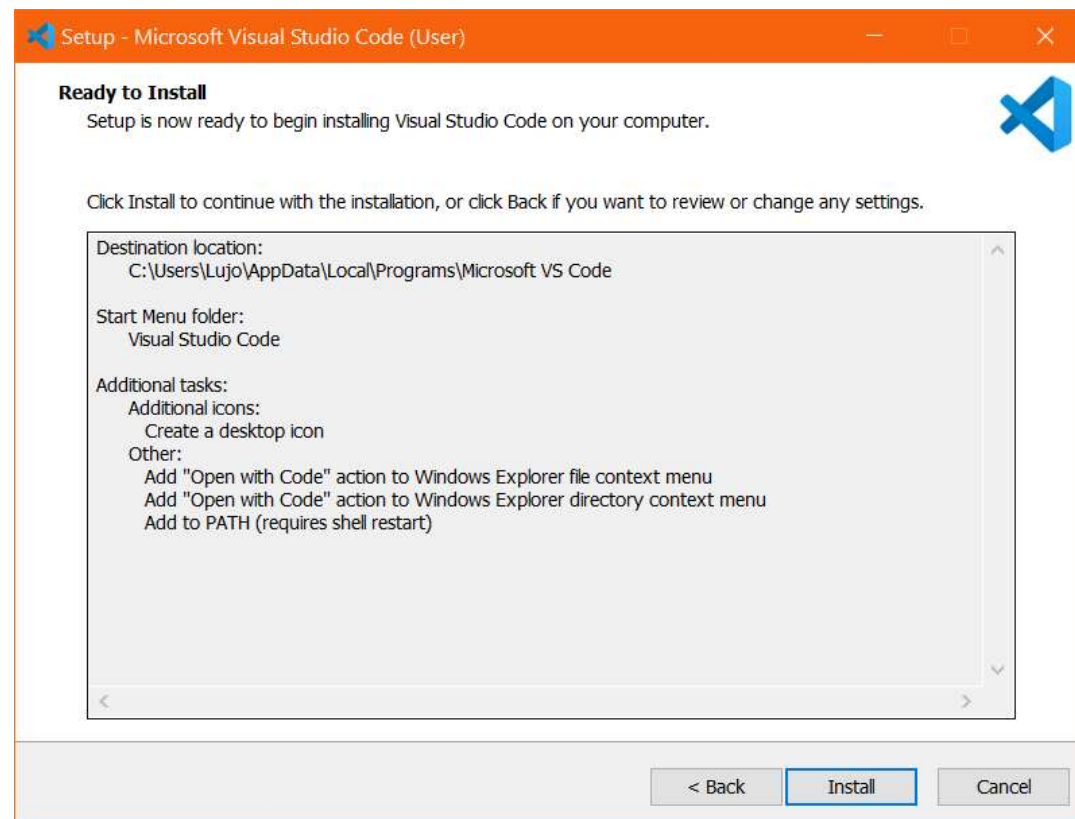 Setup - Microsoft Visual Studio Code (User)
Ready to Install
Setup is now ready to begin installing Visual Studio Code on your computer.
Click Install to continue with the installation, or click Back if you want to review or change any settings.
Destination location:
C:\Users\Lujo\AppData\Local\Programs\Microsoft VS Code
Start Menu folder:
Visual Studio Code
Additional tasks:
Additional icons:
Create a desktop icon
Other:
Add "Open with Code" action to Windows Explorer file context menu
Add "Open with Code" action to Windows Explorer directory context menu
Add to PATH (requires shell restart)
< Back Install Cancel